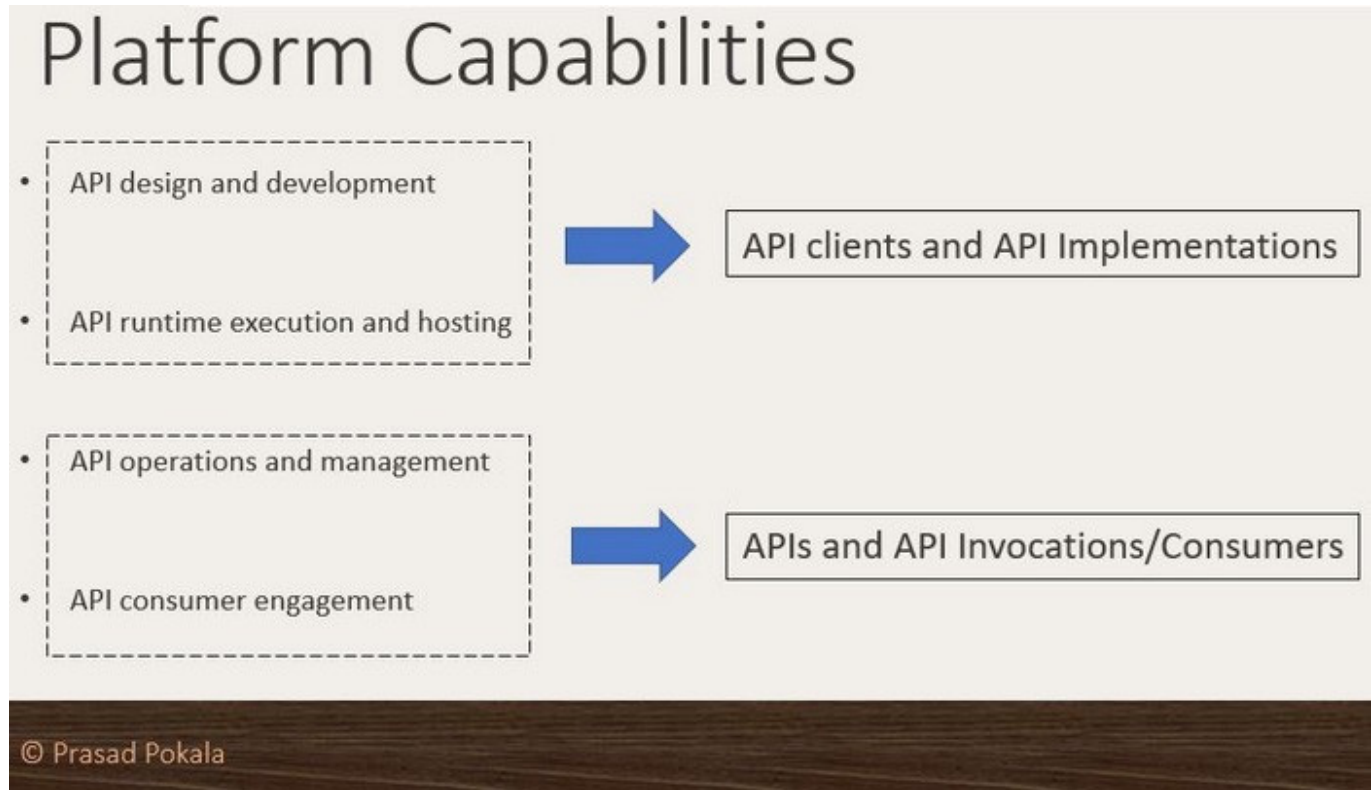 Platform Capabilities
• API design and development
API clients and API Implementations
• API runtime execution and hosting
• API operations and management
APIs and API Invocations/Consumers
• API consumer engagement
© Prasad Pokala